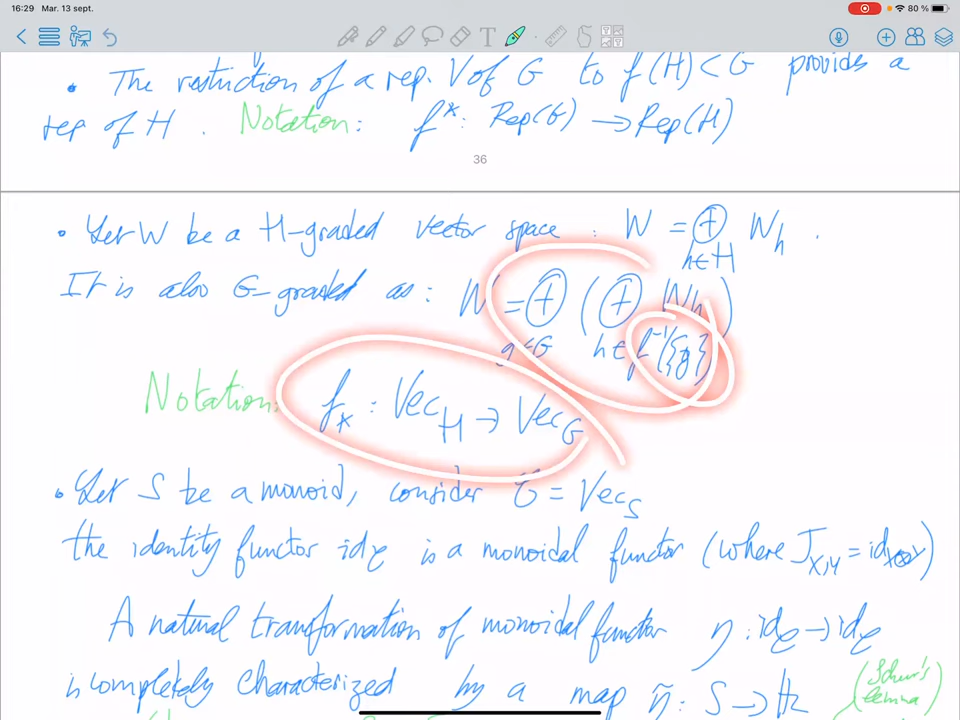 16:29 Mar. 13 sept. 80 %
• The restriction of a rep. V of G to f(H) < G provides a
rep of H. Notation: f* : Rep(G) → Rep(H)
36
• Let W be a H-graded vector space : W = ⊕ W_h .
h∈H
It is also G-graded as : W = ⊕ ( ⊕ W_h )
g∈G h∈f⁻¹({g})
Notation: f_* : Vec_H → Vec_G
• Let S be a monoid, consider C = Vec_S
the identity functor id_C is a monoidal functor (where J_{X,Y} = id_{X⊗Y})
A natural transformation of monoidal functor η : id_C → id_C
is completely characterized by a map η̃ : S → k (Schur's
lemma)